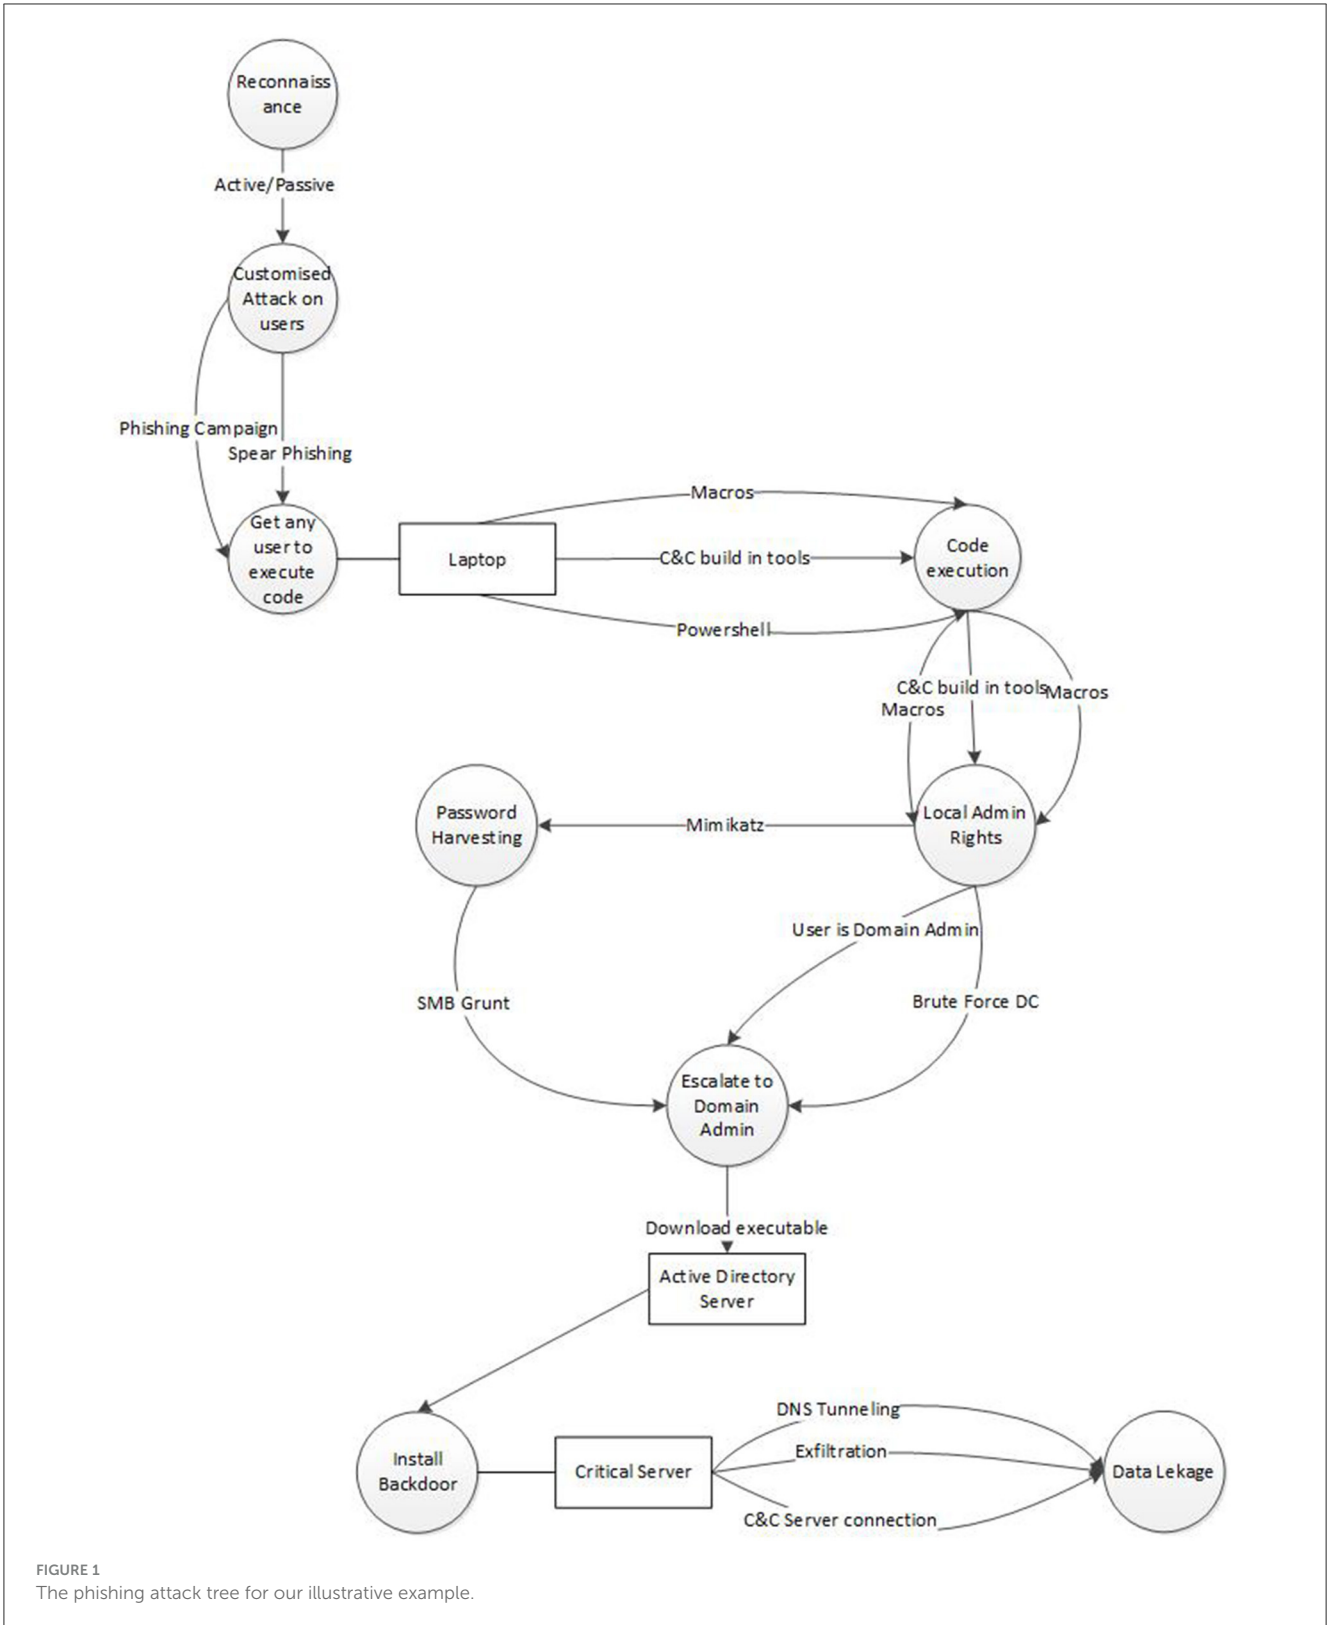 Reconnaiss
ance
Active/Passive
Customised
Attack on
users
Phishing Campaign
Spear Phishing
Get any
user to
execute
code
Laptop
Macros
C&C build in tools
Powershell
Code
execution
C&C build in tools
Macros
Macros
Password
Harvesting
Mimikatz
Local Admin
Rights
User is Domain Admin
SMB Grunt
Brute Force DC
Escalate to
Domain
Admin
Download executable
Active Directory
Server
Install
Backdoor
Critical Server
DNS Tunneling
Exfiltration
C&C Server connection
Data Lekage
FIGURE 1
The phishing attack tree for our illustrative example.